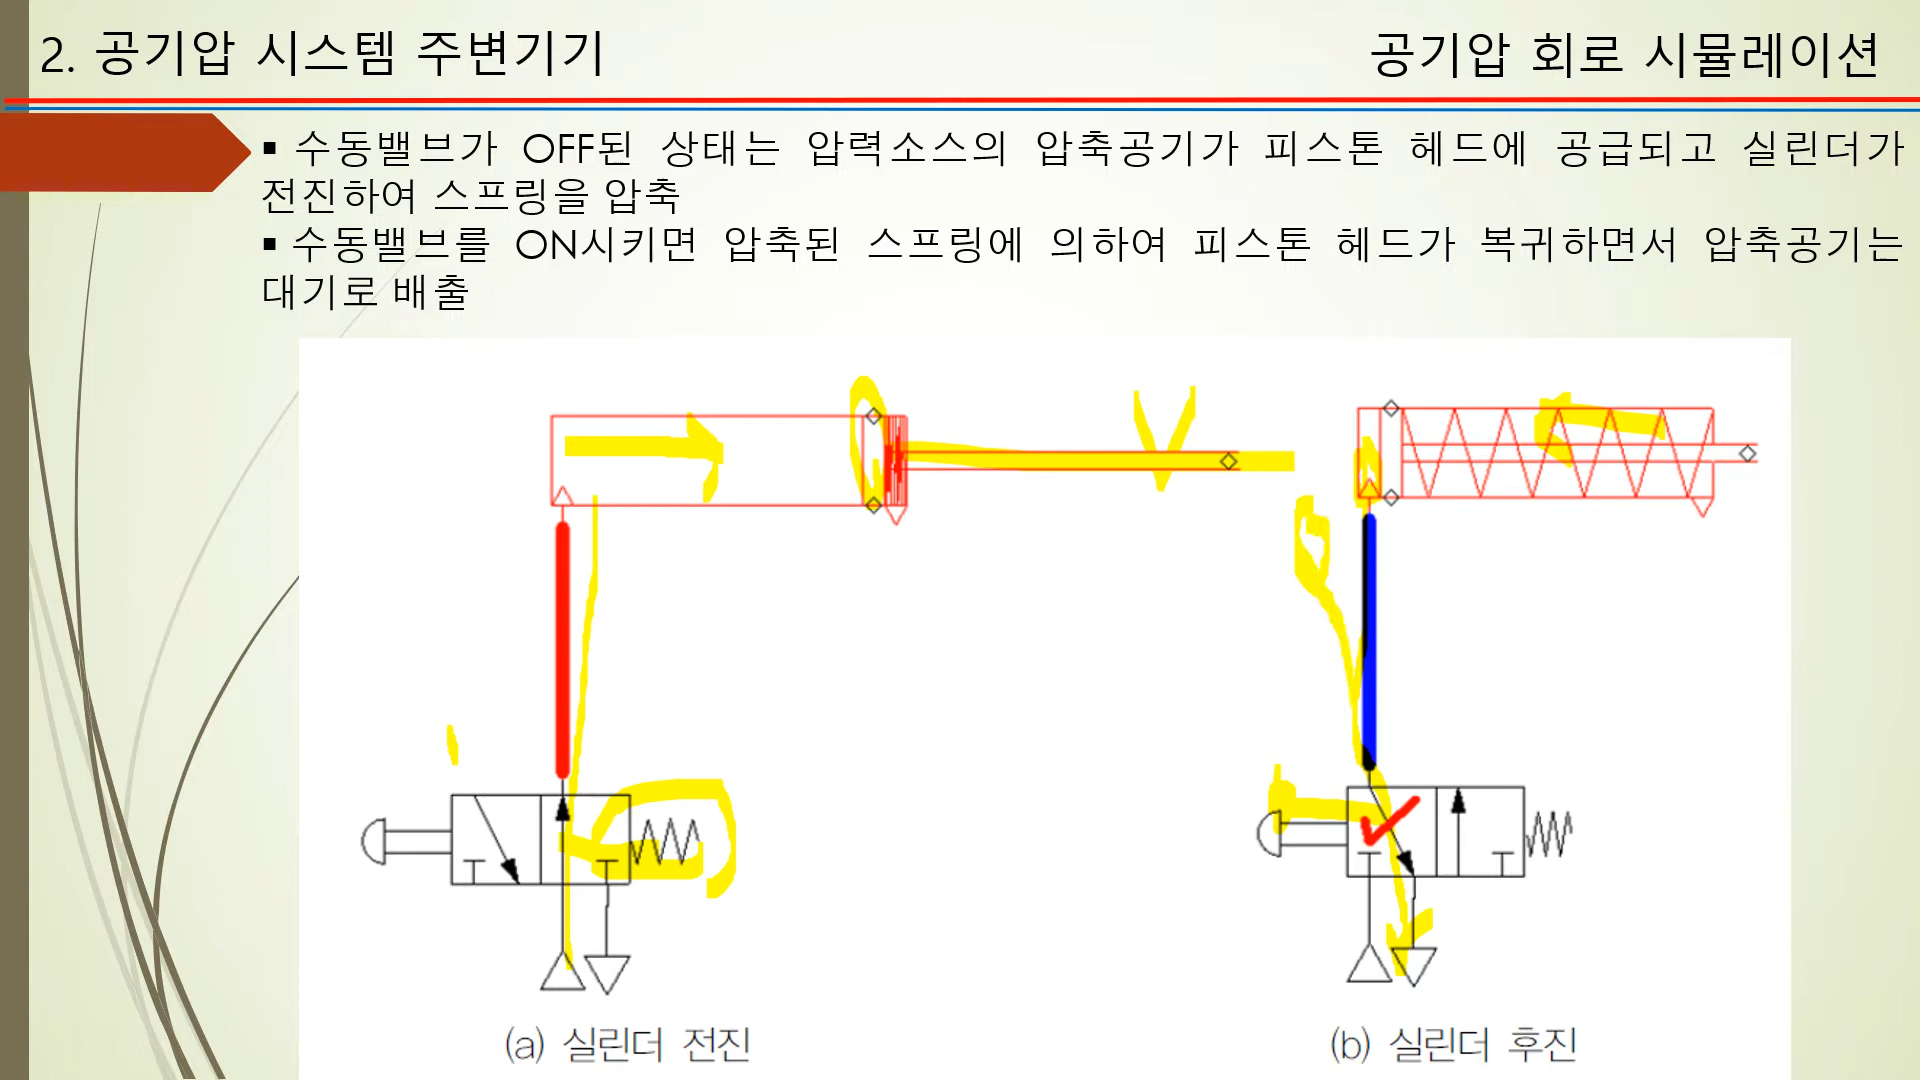 2. 공기압 시스템 주변기기
공기압 회로 시뮬레이션
▪ 수동밸브가 OFF된 상태는 압력소스의 압축공기가 피스톤 헤드에 공급되고 실린더가
전진하여 스프링을 압축
▪ 수동밸브를 ON시키면 압축된 스프링에 의하여 피스톤 헤드가 복귀하면서 압축공기는
대기로 배출
(a) 실린더 전진
(b) 실린더 후진